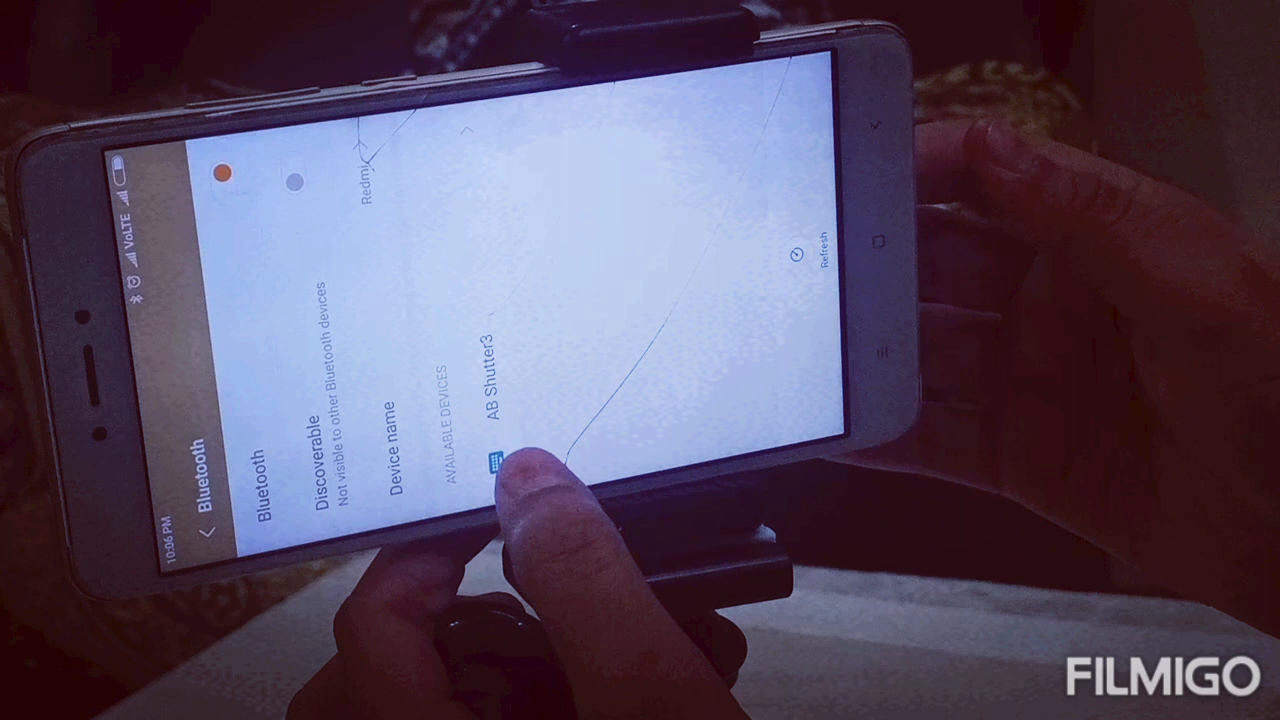 10:06 PM
VoLTE
Bluetooth
Bluetooth
Discoverable
Not visible to other Bluetooth devices
Device name
Redmi
AVAILABLE DEVICES
AB Shutter3
Refresh
FILMIGO